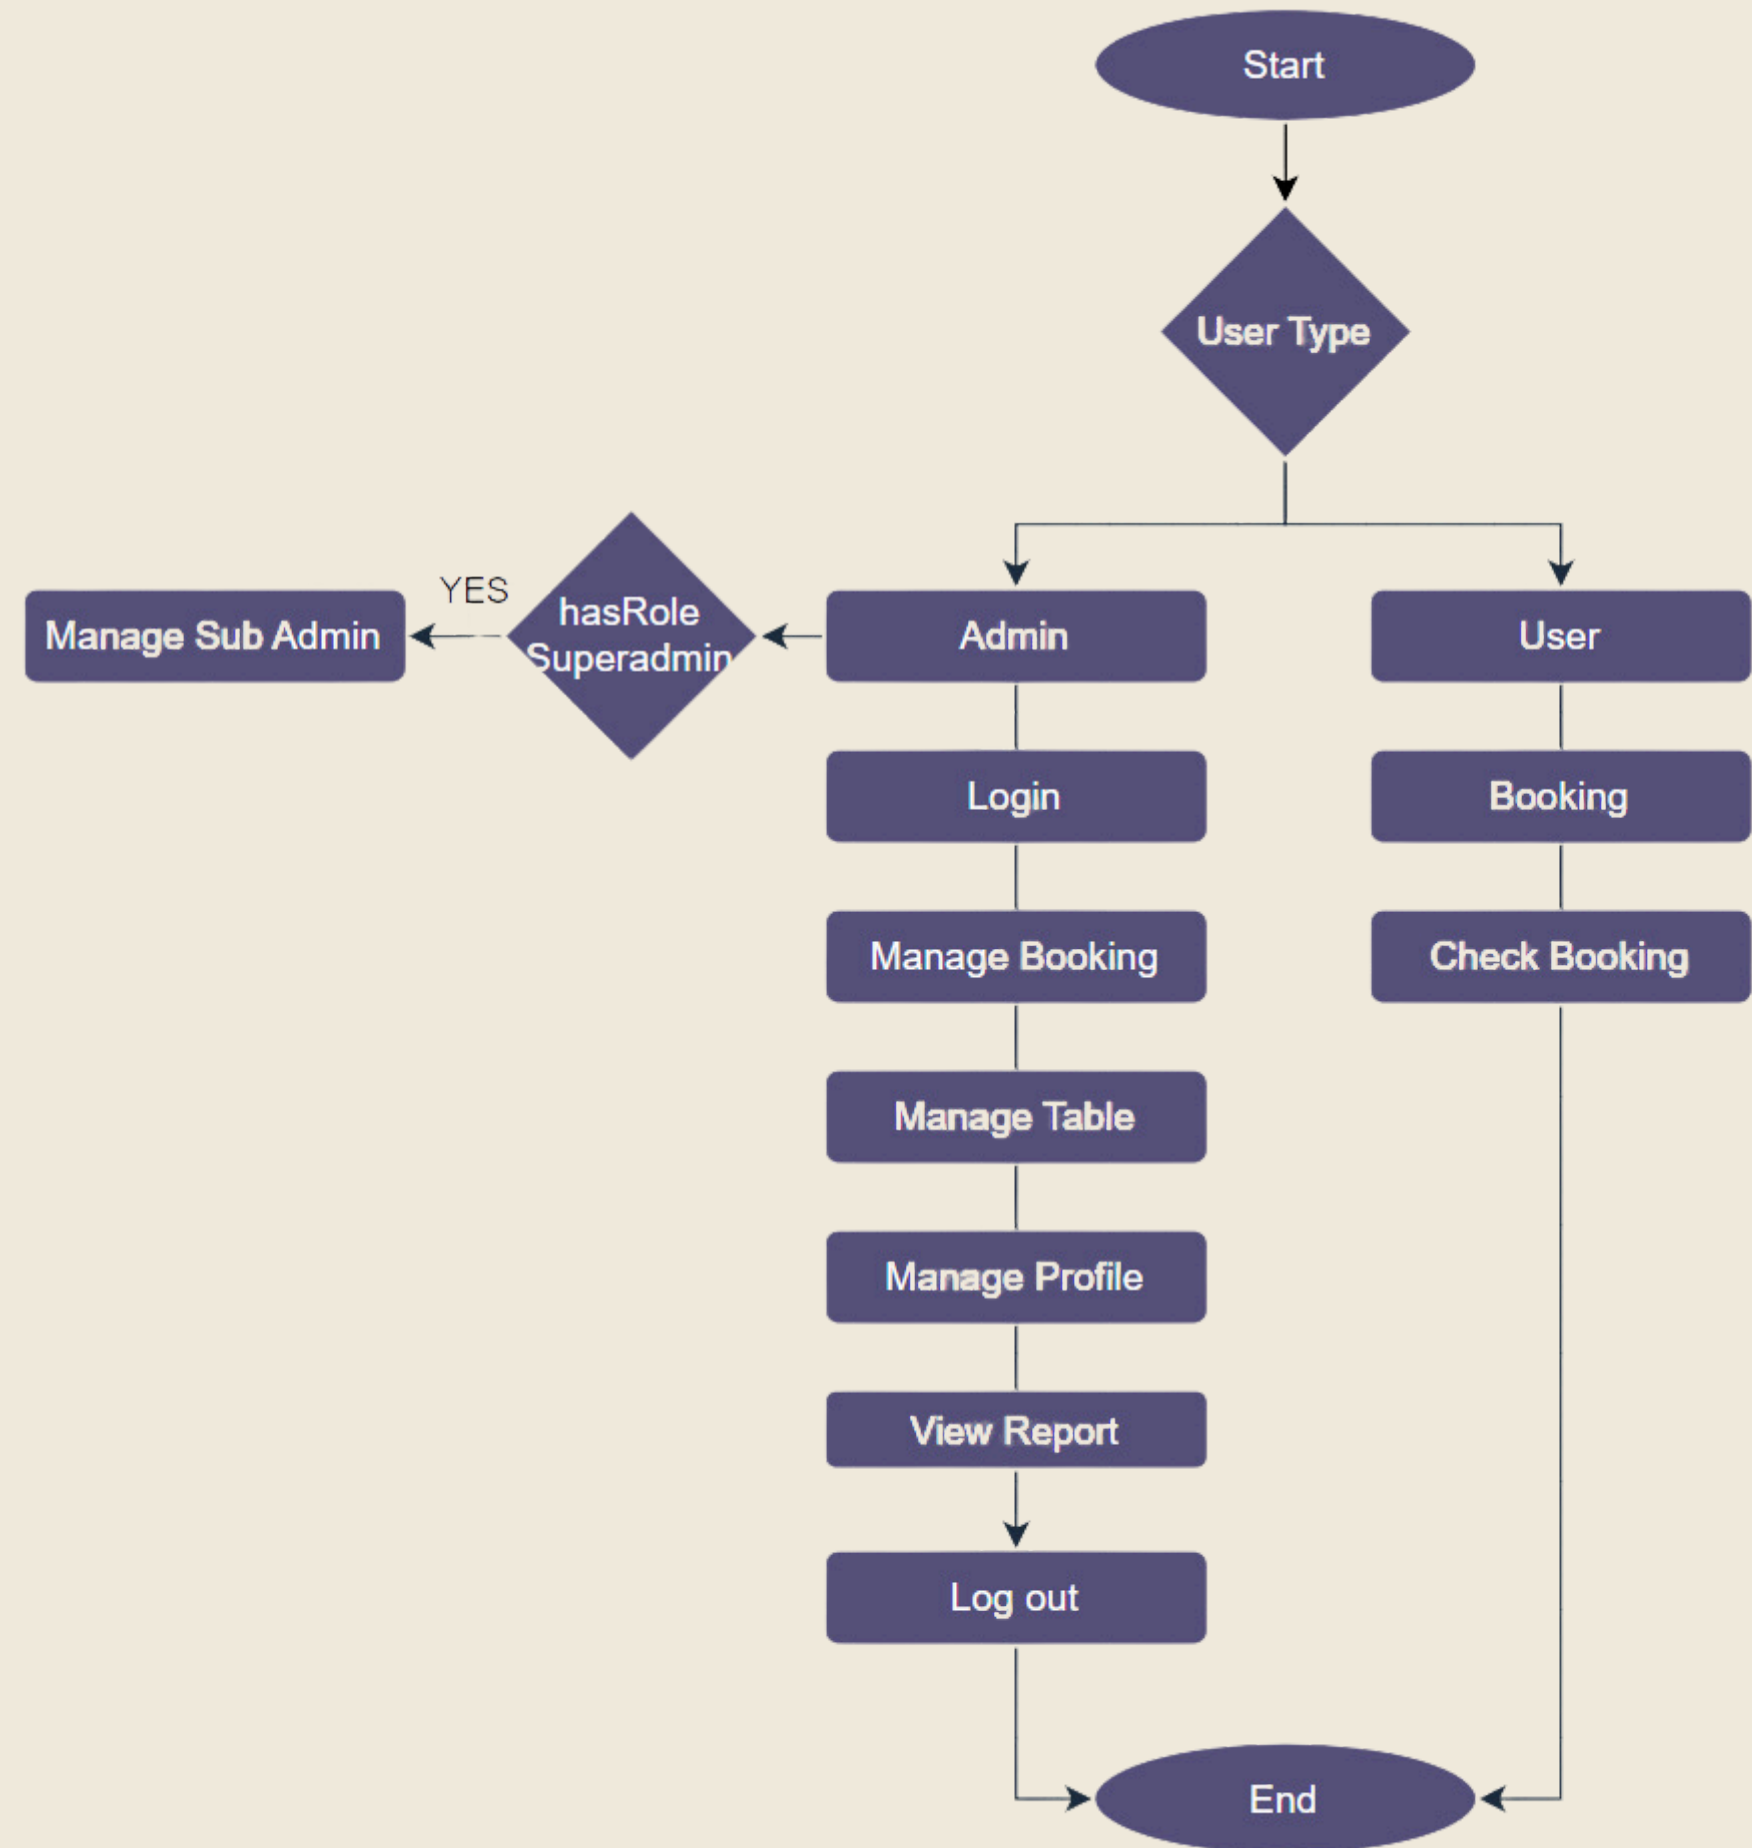 Start
User Type
YES
Manage Sub Admin
hasRole
Superadmin
Admin
User
Login
Booking
Manage Booking
Check Booking
Manage Table
Manage Profile
View Report
Log out
End